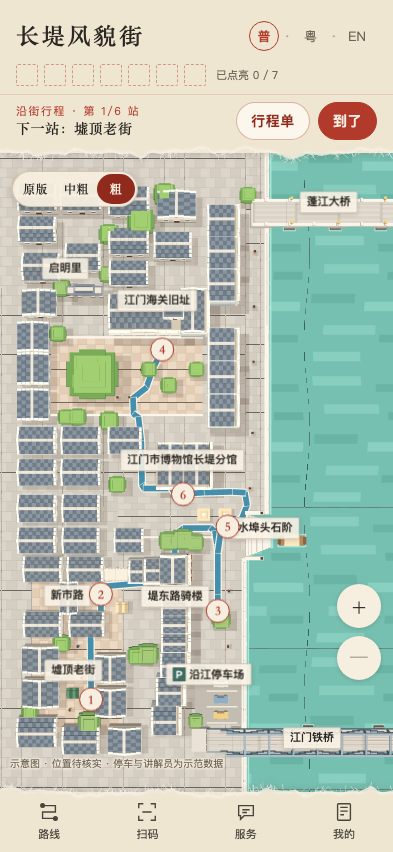 长堤风貌街
普 · 粤 · EN
已点亮 0 / 7
沿街行程 · 第 1/6 站
下一站：墟顶老街
行程单
到了
原版 中粗 粗
蓬江大桥
启明里
江门海关旧址
4
江门市博物馆长堤分馆
6
5
水埠头石阶
新市路
2
堤东路骑楼
3
墟顶老街
P 沿江停车场
1
江门铁桥
+
—
示意图 · 位置待核实 · 停车与讲解员为示范数据
路线
扫码
服务
我的